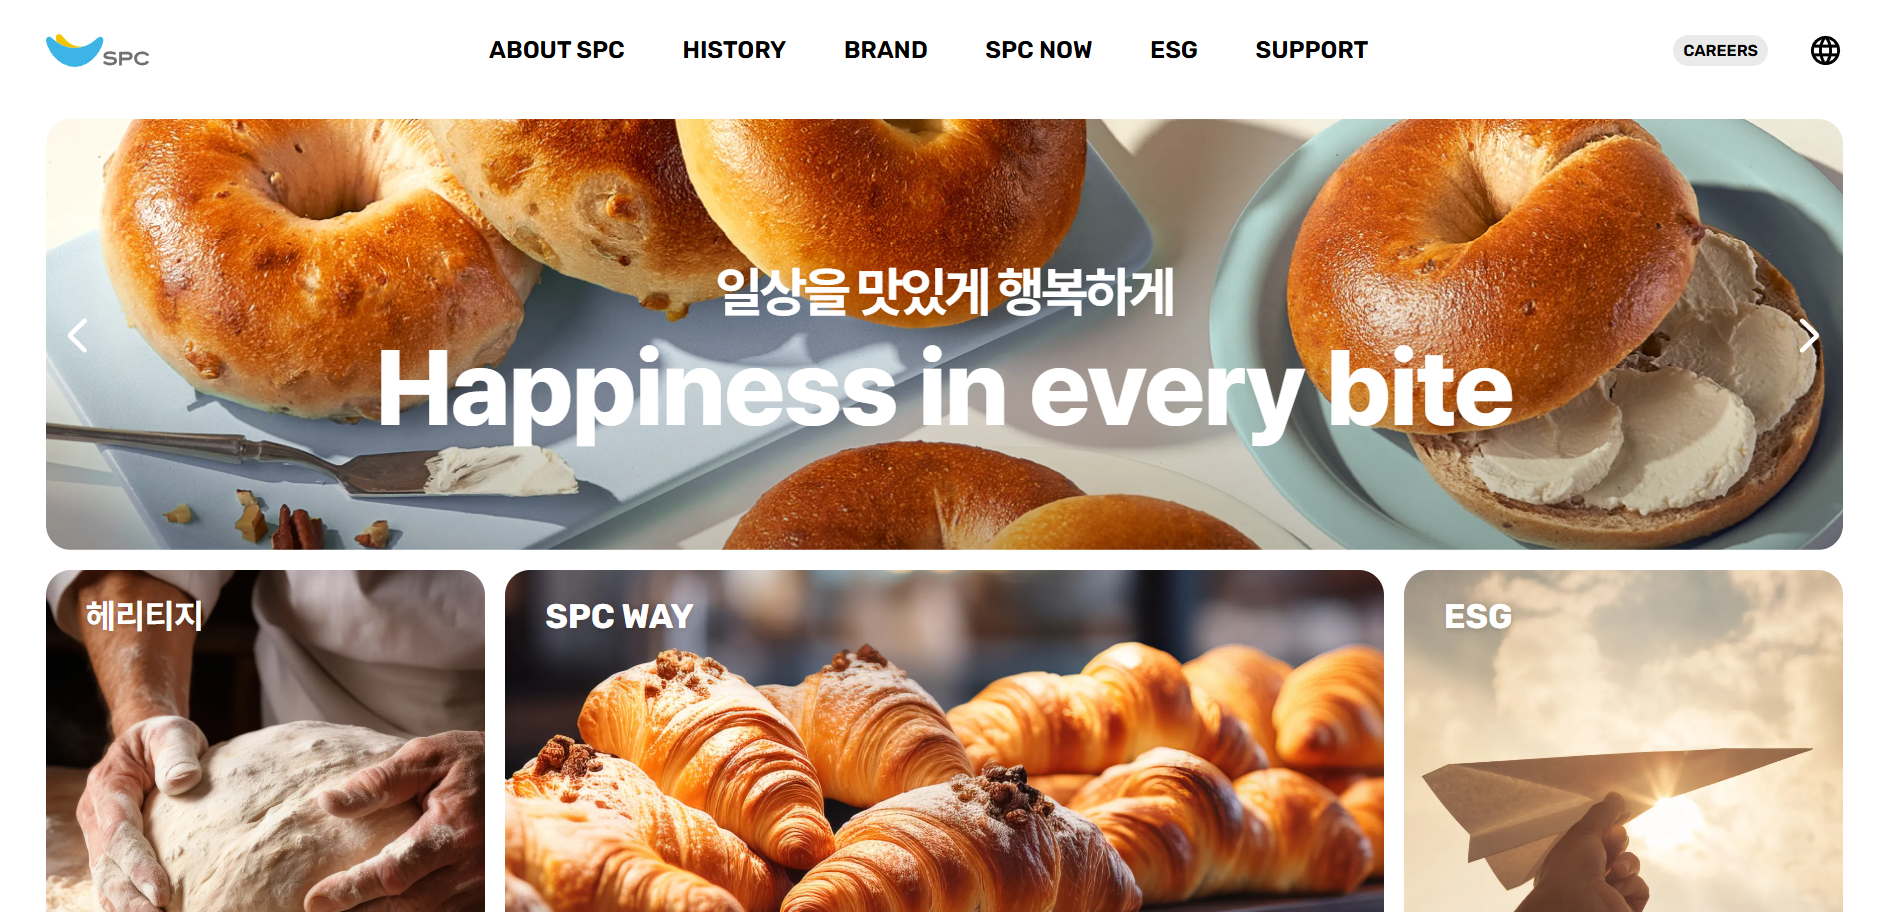 SPC
ABOUT SPC
HISTORY
BRAND
SPC NOW
ESG
SUPPORT
CAREERS
일상을 맛있게 행복하게
Happiness in every bite
헤리티지
SPC WAY
ESG